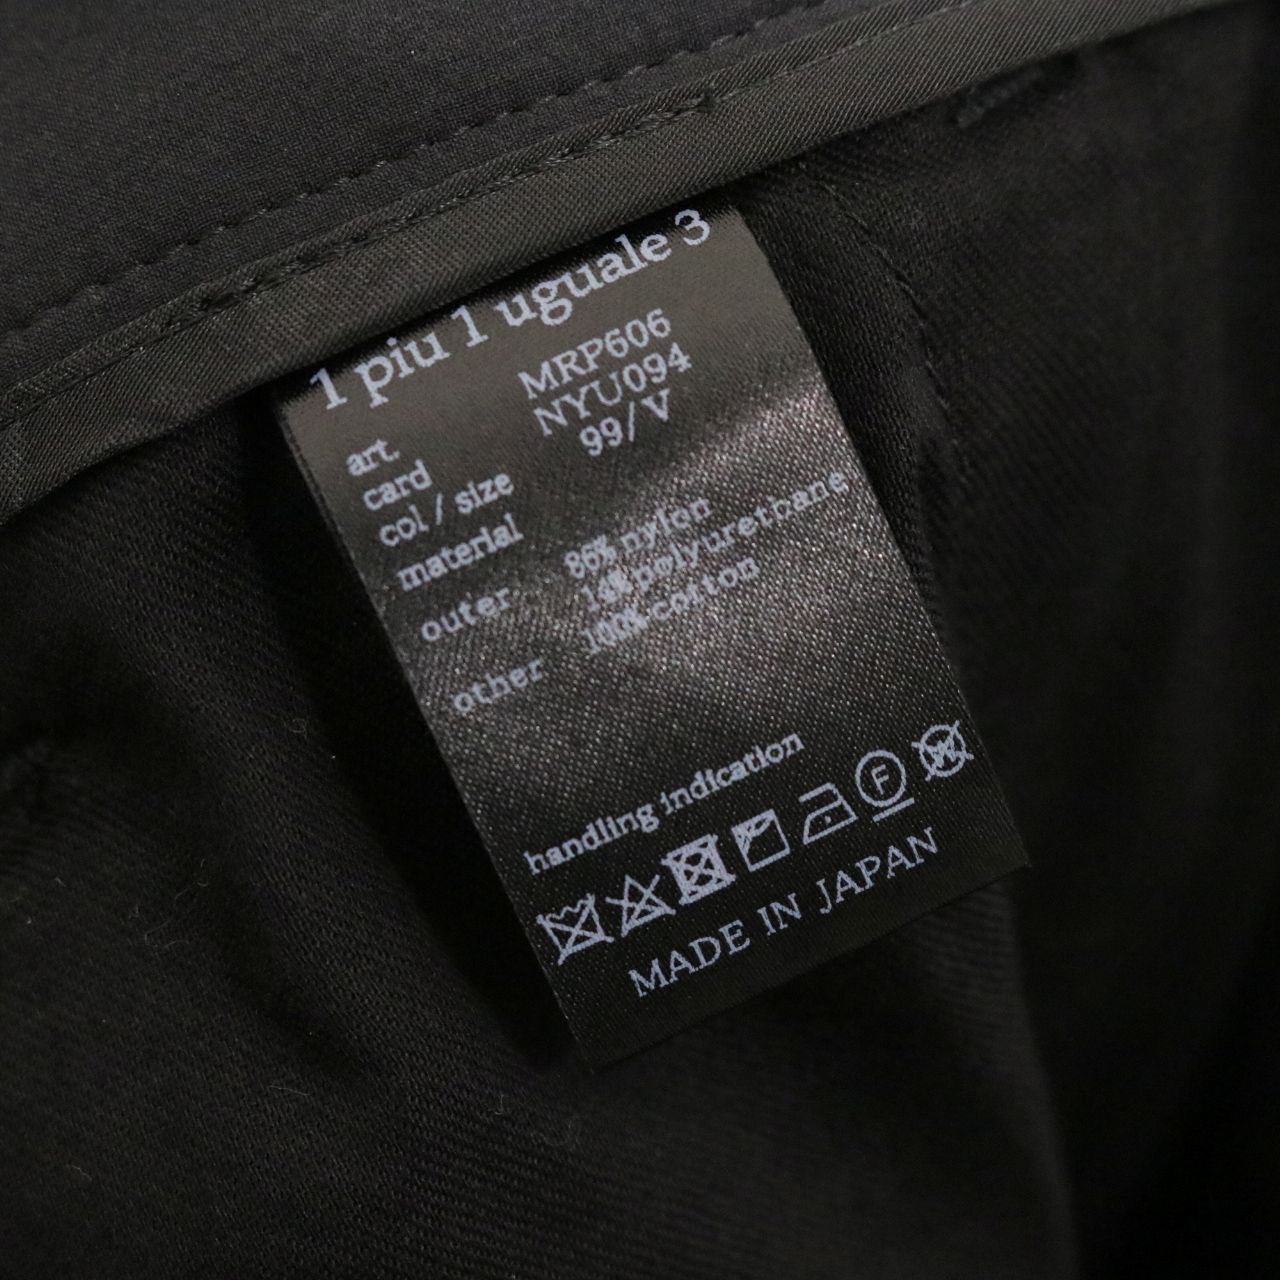 1 piu 1 uguale 3
art. MRP606
card NYU094
col / size 99/V
material
outer 86% nylon
14% polyurethane
other 100% cotton
handling indication
F
W
MADE IN JAPAN